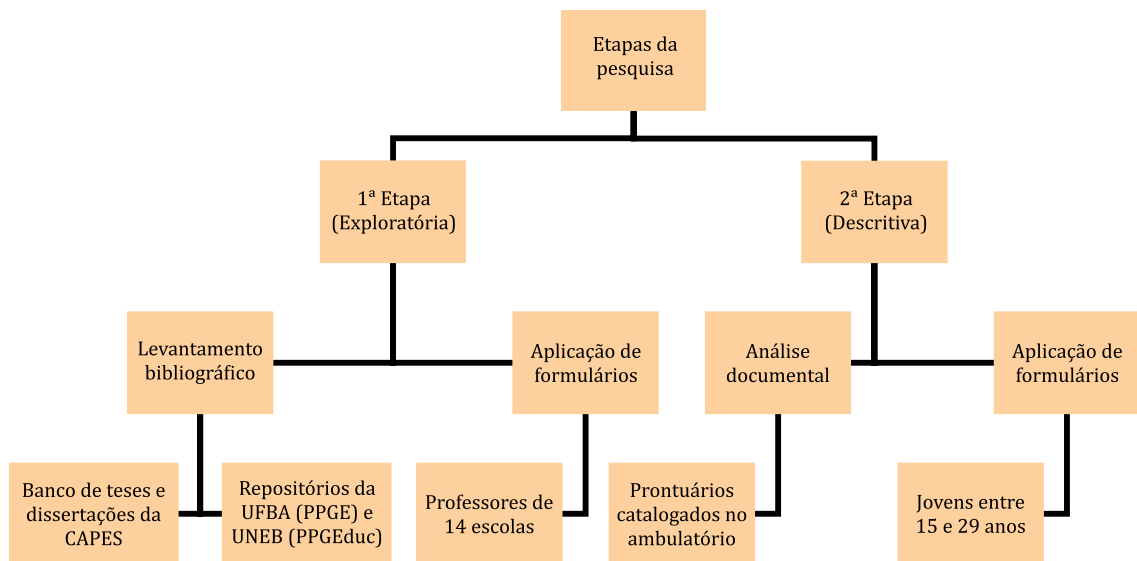 Etapas da
pesquisa
1ª Etapa
(Exploratória)
2ª Etapa
(Descritiva)
Levantamento
bibliográfico
Aplicação de
formulários
Análise
documental
Aplicação de
formulários
Banco de teses e
dissertações da
CAPES
Repositórios da
UFBA (PPGE) e
UNEB (PPGEduc)
Professores de
14 escolas
Prontuários
catalogados no
ambulatório
Jovens entre
15 e 29 anos